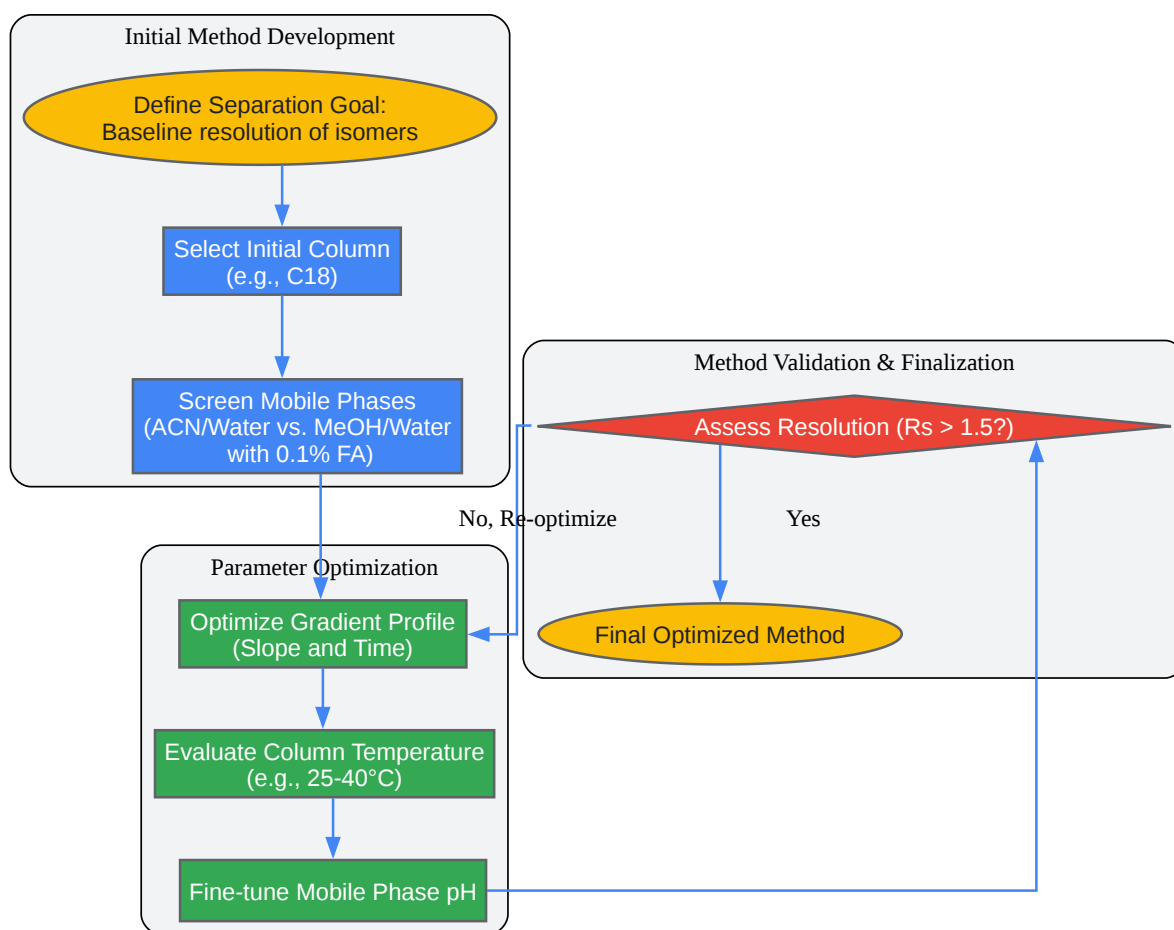 Initial Method Development
Define Separation Goal:
Baseline resolution of isomers
Select Initial Column
(e.g., C18)
Screen Mobile Phases
(ACN/Water vs. MeOH/Water
with 0.1% FA)
Method Validation & Finalization
Assess Resolution (Rs > 1.5?)
No, Re-optimize
Yes
Parameter Optimization
Optimize Gradient Profile
(Slope and Time)
Final Optimized Method
Evaluate Column Temperature
(e.g., 25-40°C)
Fine-tune Mobile Phase pH